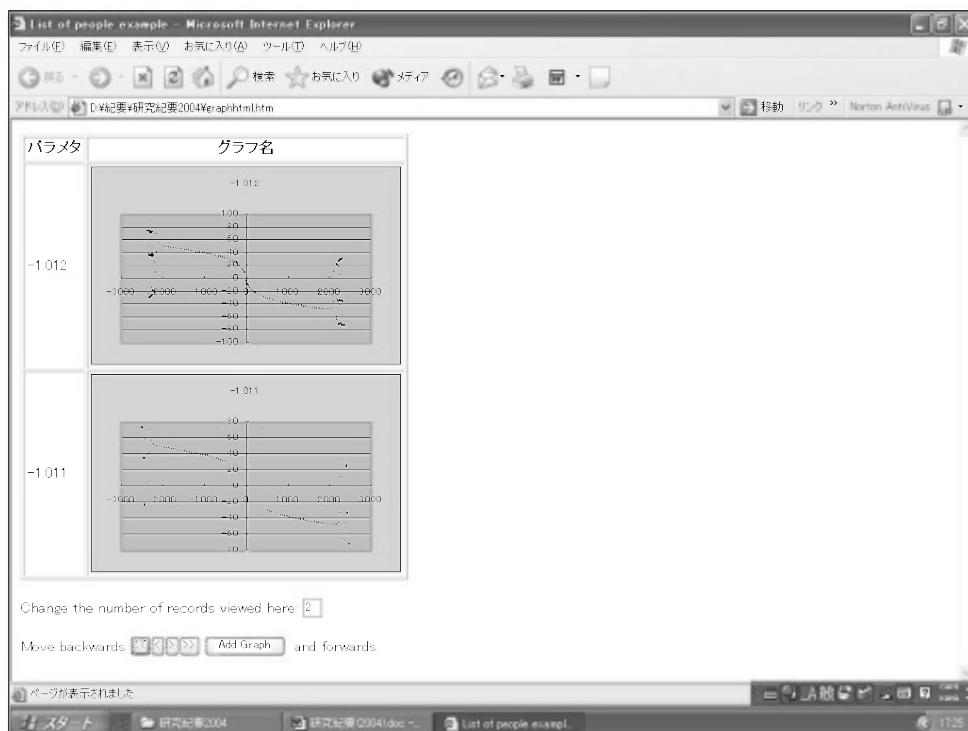 List of people example - Microsoft Internet Explorer
ファイル(F) 編集(E) 表示(V) お気に入り(A) ツール(T) ヘルプ(H)
戻る 検索 お気に入り メディア
アドレス(D) D:¥紀要¥研究紀要2004¥graphhtml.htm 移動 リンク » Norton AntiVirus
パラメタ グラフ名
-1.012
-1.012
100
80
60
40
20
0
-3000 -2000 -1000 -20 0 1000 2000 3000
-40
-60
-80
-100
-1.011
-1.011
80
60
40
20
0
-3000 -2000 -1000 -20 0 1000 2000 3000
-40
-60
-80
Change the number of records viewed here: 2
Move backwards << < > >> Add Graph and forwards.
ページが表示されました
スタート 研究紀要2004 研究紀要(2004).doc -... List of people exampl... 17:25